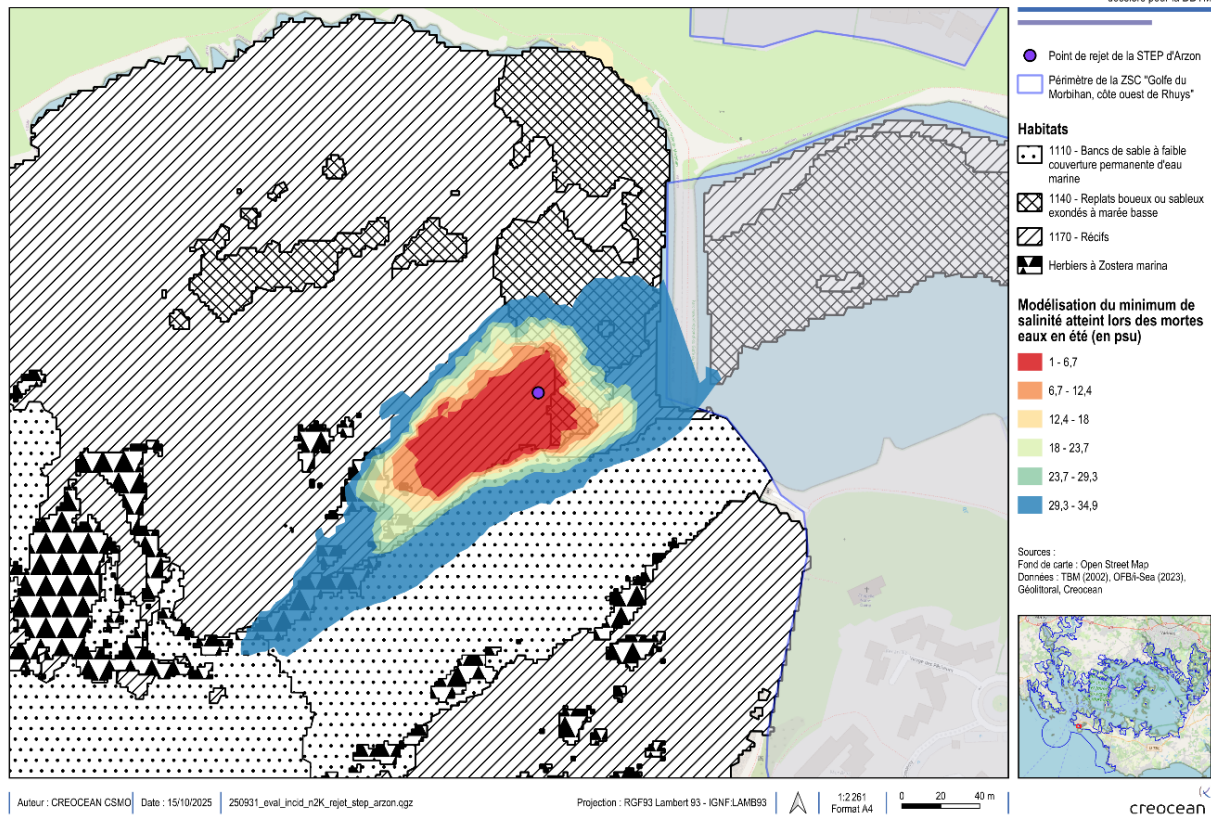 dossiers pour la DDTM
Point de rejet de la STEP d'Arzon
Périmètre de la ZSC "Golfe du
Morbihan, côte ouest de Rhuys"
Habitats
1110 - Bancs de sable à faible
couverture permanente d'eau
marine
1140 - Replats boueux ou sableux
exondés à marée basse
1170 - Récifs
Herbiers à Zostera marina
Modélisation du minimum de
salinité atteint lors des mortes
eaux en été (en psu)
1 - 6,7
6,7 - 12,4
12,4 - 18
18 - 23,7
23,7 - 29,3
29,3 - 34,9
Sources :
Fond de carte : Open Street Map
Données : TBM (2002), OFB/i-Sea (2023),
Géolittoral, Creocean
Auteur : CREOCEAN CSMO
Date : 15/10/2025
250931_eval_incid_n2K_rejet_step_arzon.qgz
Projection : RGF93 Lambert 93 - IGNF:LAMB93
1:2 261
Format A4
0 20 40 m
creocean